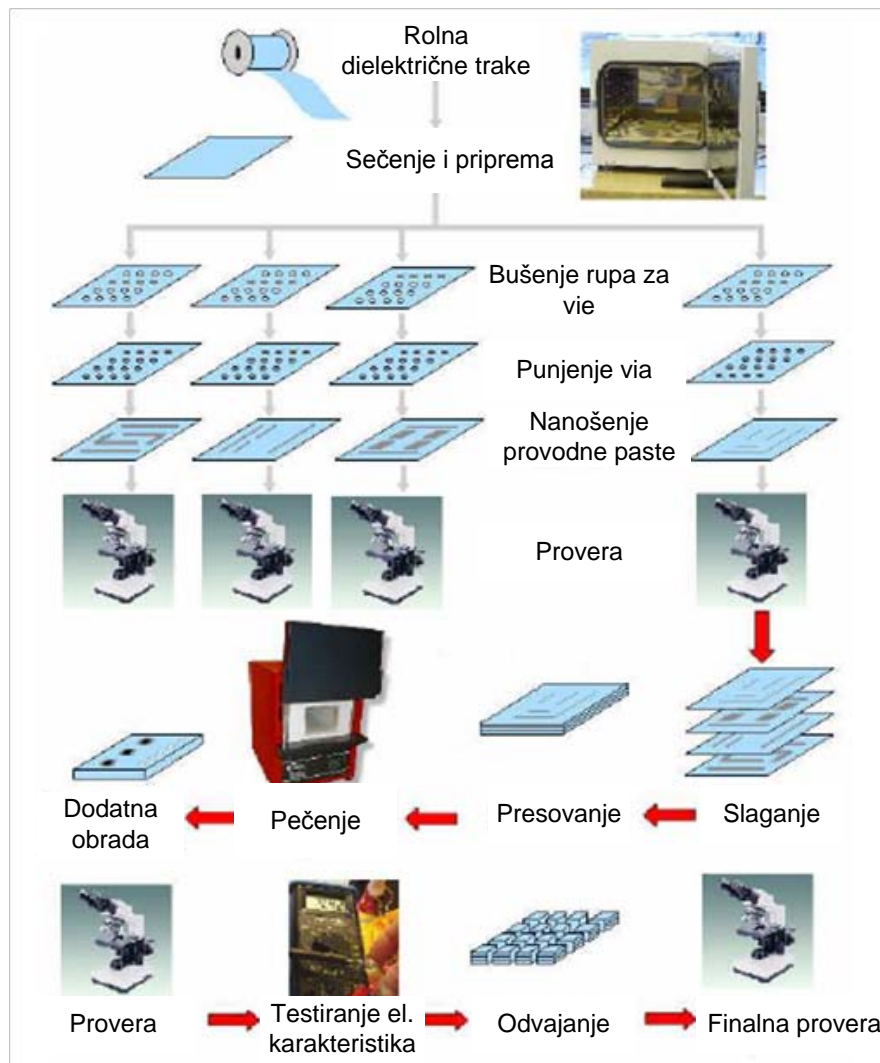 Rolna
dielektrične trake
Sečenje i priprema
Bušenje rupa za
vie
Punjenje via
Nanošenje
provodne paste
Provera
Slaganje
Presovanje
Pečenje
Dodatna
obrada
Provera
Testiranje el.
karakteristika
Odvajanje
Finalna provera